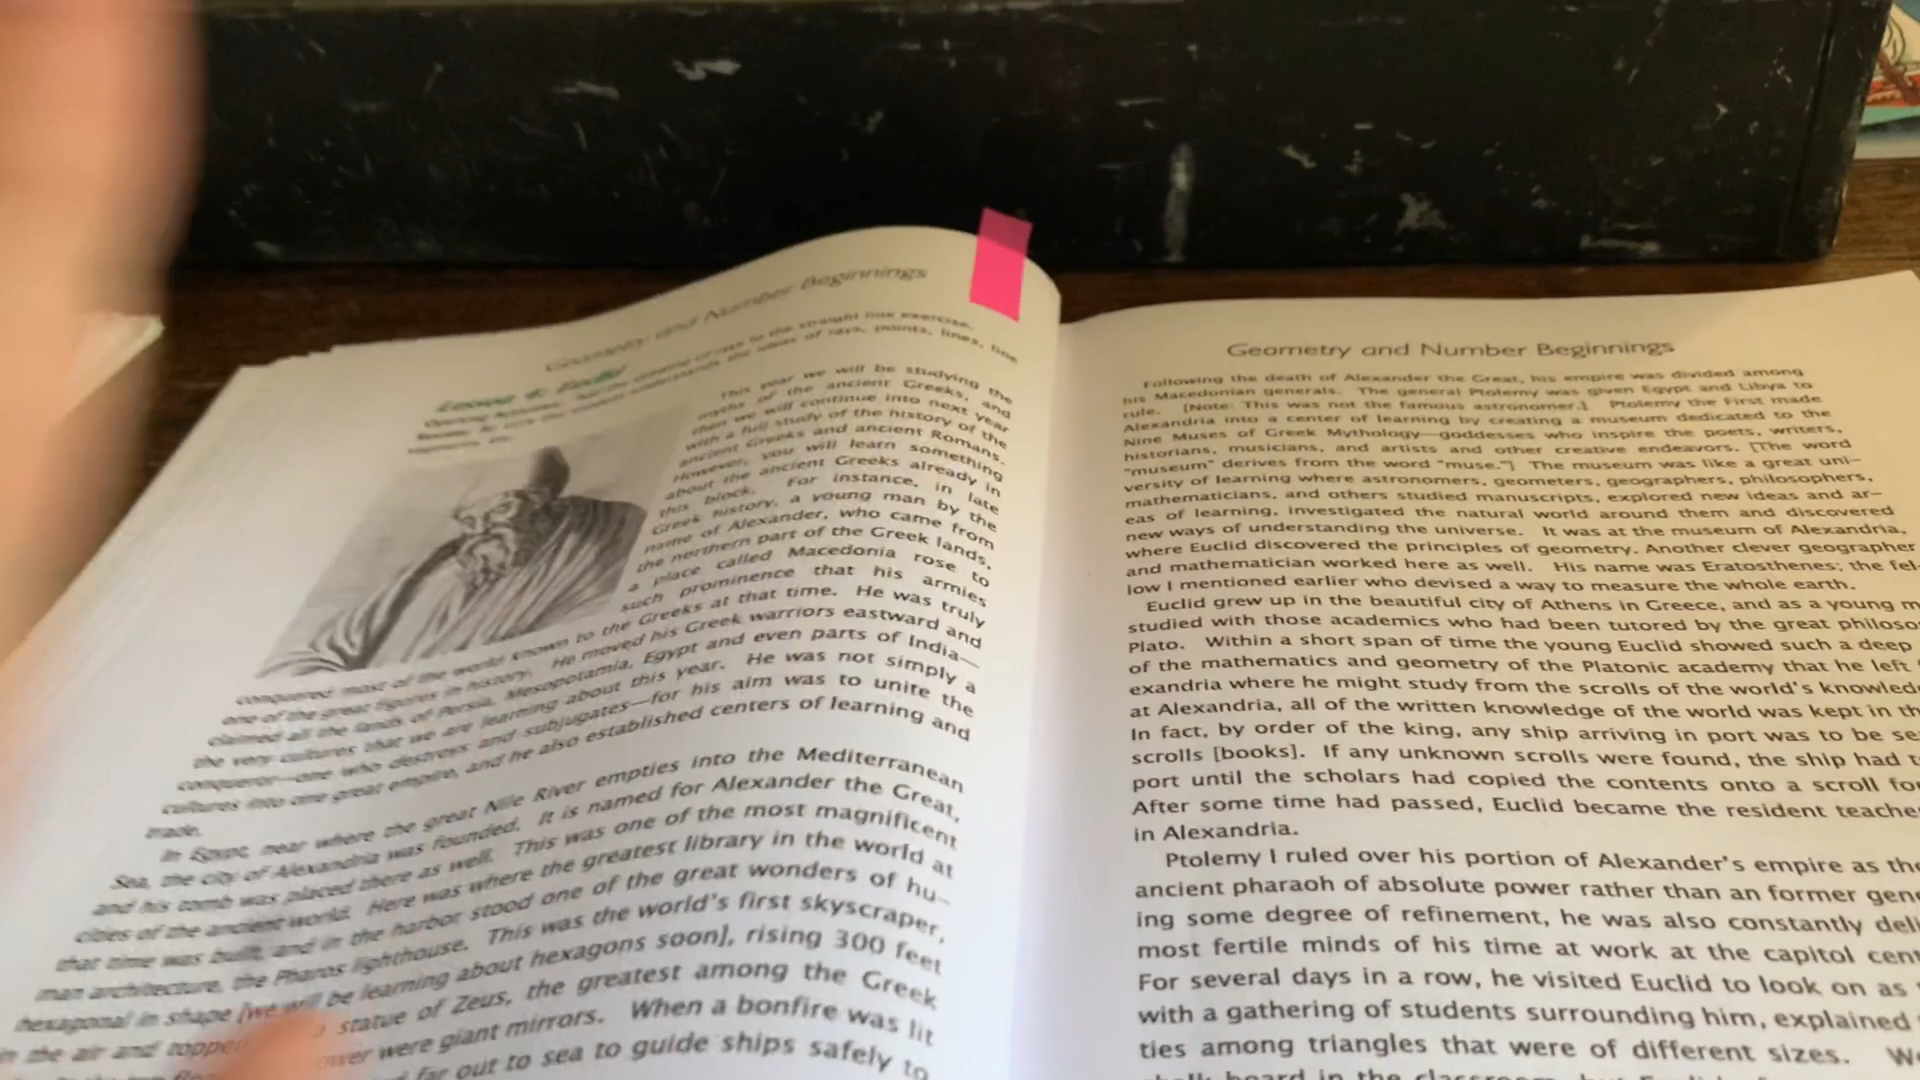 Geometry and Number Beginnings
Lesson 4: Euclid
to the straight line exercise.
the ideas of rays, points, lines, line
This year we will be studying the
myths of the ancient Greeks, and
then we will continue into next year
with a full study of the history of the
ancient Greeks and ancient Romans.
However, you will learn something
about the ancient Greeks already in
this block. For instance, in late
Greek history, a young man by the
name of Alexander, who came from
the northern part of the Greek lands,
a place called Macedonia rose to
such prominence that his armies
conquered most of the world known to the Greeks at that time. He was truly
one of the great figures in history. He moved his Greek warriors eastward and
claimed all the lands of Persia, Mesopotamia, Egypt and even parts of India—
the very cultures that we are learning about this year. He was not simply a
conqueror—one who destroys and subjugates—for his aim was to unite the
cultures into one great empire, and he also established centers of learning and
trade.
In Egypt, near where the great Nile River empties into the Mediterranean
Sea, the city of Alexandria was founded. It is named for Alexander the Great,
and his tomb was placed there as well. This was one of the most magnificent
cities of the ancient world. Here was where the greatest library in the world at
that time was built, and in the harbor stood one of the great wonders of hu-
man architecture, the Pharos lighthouse. This was the world's first skyscraper,
hexagonal in shape [we will be learning about hexagons soon], rising 300 feet
in the air and topped statue of Zeus, the greatest among the Greek
were giant mirrors. When a bonfire was lit
far out to sea to guide ships safely to
Geometry and Number Beginnings
Following the death of Alexander the Great, his empire was divided among
his Macedonian generals. The general Ptolemy was given Egypt and Libya to
rule. [Note: This was not the famous astronomer.] Ptolemy the First made
Alexandria into a center of learning by creating a museum dedicated to the
Nine Muses of Greek Mythology—goddesses who inspire the poets, writers,
historians, musicians, and artists and other creative endeavors. [The word
"museum" derives from the word "muse."] The museum was like a great uni-
versity of learning where astronomers, geometers, geographers, philosophers,
mathematicians, and others studied manuscripts, explored new ideas and ar-
eas of learning, investigated the natural world around them and discovered
new ways of understanding the universe. It was at the museum of Alexandria,
where Euclid discovered the principles of geometry. Another clever geographer
and mathematician worked here as well. His name was Eratosthenes; the fel-
low I mentioned earlier who devised a way to measure the whole earth.
Euclid grew up in the beautiful city of Athens in Greece, and as a young
studied with those academics who had been tutored by the great
Plato. Within a short span of time the young Euclid showed such a deep
of the mathematics and geometry of the Platonic academy that he left
exandria where he might study from the scrolls of the world's
at Alexandria, all of the written knowledge of the world was kept in
In fact, by order of the king, any ship arriving in port was to be
scrolls [books]. If any unknown scrolls were found, the ship had
port until the scholars had copied the contents onto a scroll
After some time had passed, Euclid became the resident
in Alexandria.
Ptolemy I ruled over his portion of Alexander's empire as
ancient pharaoh of absolute power rather than an former
ing some degree of refinement, he was also constantly
most fertile minds of his time at work at the capitol
For several days in a row, he visited Euclid to look on as
with a gathering of students surrounding him, explained
ties among triangles that were of different sizes.
board in the classroom, but Euclid